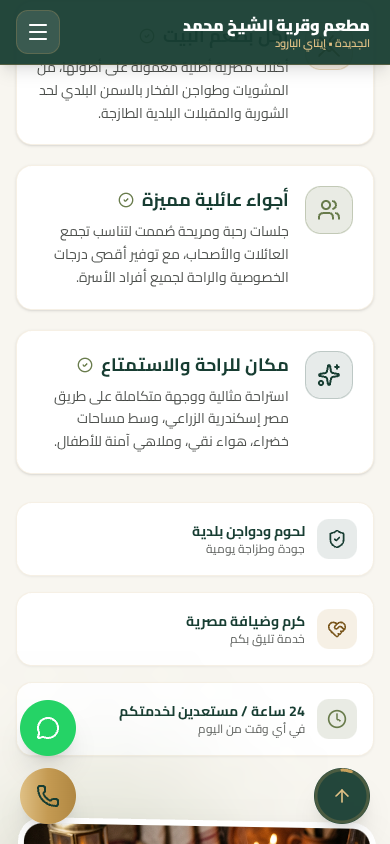 مطعم وقرية الشيخ محمد
الجديدة • إيتاي البارود
أكلات مصرية أصلية معمولة على أصولها، من
المشويات وطواجن الفخار بالسمن البلدي لحد
الشوربة والمقبلات البلدية الطازجة.
أجواء عائلية مميزة
جلسات رحبة ومريحة صُممت لتناسب تجمع
العائلات والأصحاب، مع توفير أقصى درجات
الخصوصية والراحة لجميع أفراد الأسرة.
مكان للراحة والاستمتاع
استراحة مثالية ووجهة متكاملة على طريق
مصر إسكندرية الزراعي، وسط مساحات
خضراء، هواء نقي، وملاهي آمنة للأطفال.
لحوم ودواجن بلدية
جودة وطزاجة يومية
كرم وضيافة مصرية
خدمة تليق بكم
24 ساعة / مستعدين لخدمتكم
في أي وقت من اليوم